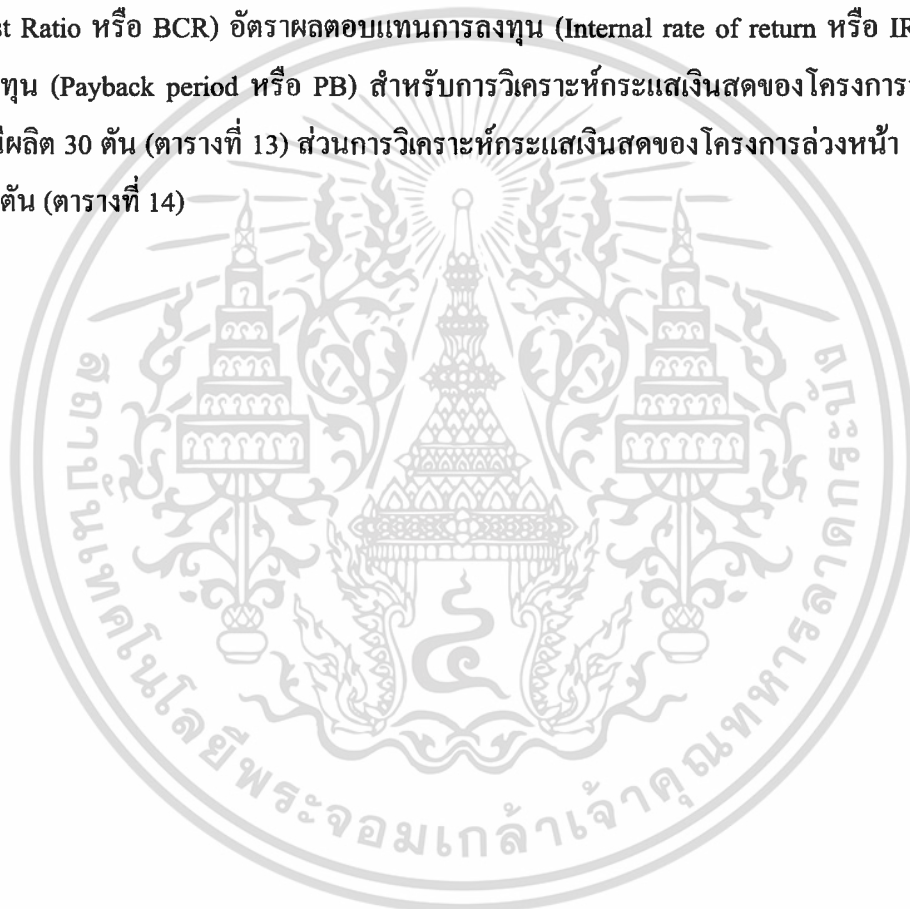 st Ratio หรือ BCR) อัตราผลตอบแทนการลงทุน (Internal rate of return หรือ IR
ทุน (Payback period หรือ PB) สำหรับการวิเคราะห์กระแสเงินสดของโครงการ
ผลิต 30 ตัน (ตารางที่ 13) ส่วนการวิเคราะห์กระแสเงินสดของโครงการล่วงหน้า
ตัน (ตารางที่ 14)
สถาบันเทคโนโลยีพระจอมเกล้าเจ้าคุณทหารลาดกระบัง